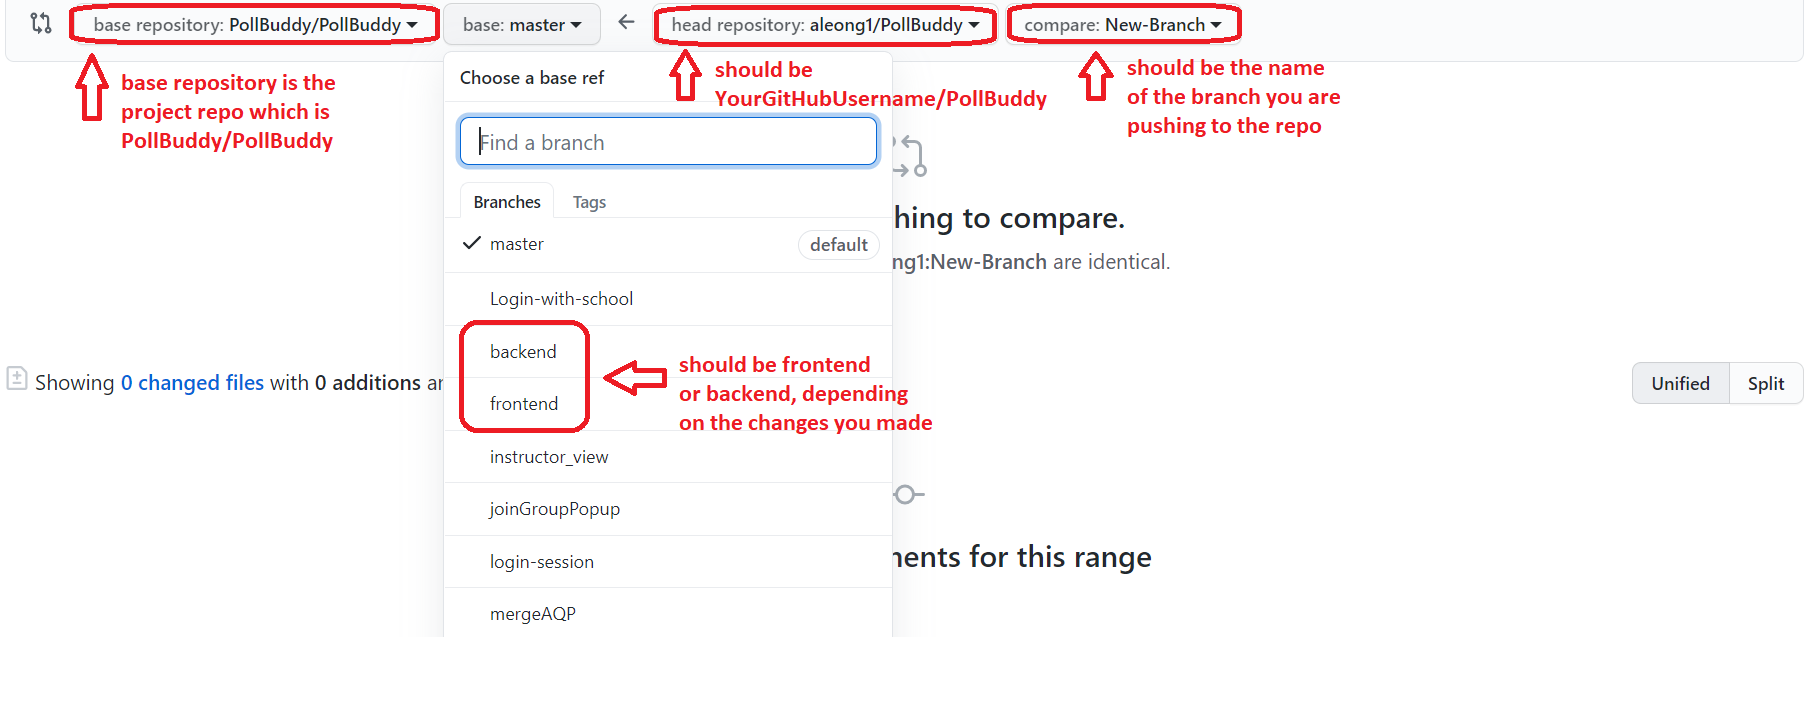 base repository: PollBuddy/PollBuddy base: master head repository: aleong1/PollBuddy compare: New-Branch
base repository is the
project repo which is
PollBuddy/PollBuddy
Choose a base ref
should be
YourGitHubUsername/PollBuddy
should be the name
of the branch you are
pushing to the repo
Find a branch
Branches Tags
master default
hing to compare.
ng1:New-Branch are identical.
Login-with-school
backend
frontend
should be frontend
or backend, depending
on the changes you made
Showing 0 changed files with 0 additions
Unified Split
instructor_view
joinGroupPopup
login-session
ents for this range
mergeAQP